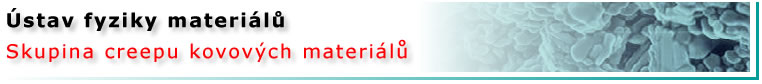 Ústav fyziky materiálů
Skupina creepu kovových materiálů